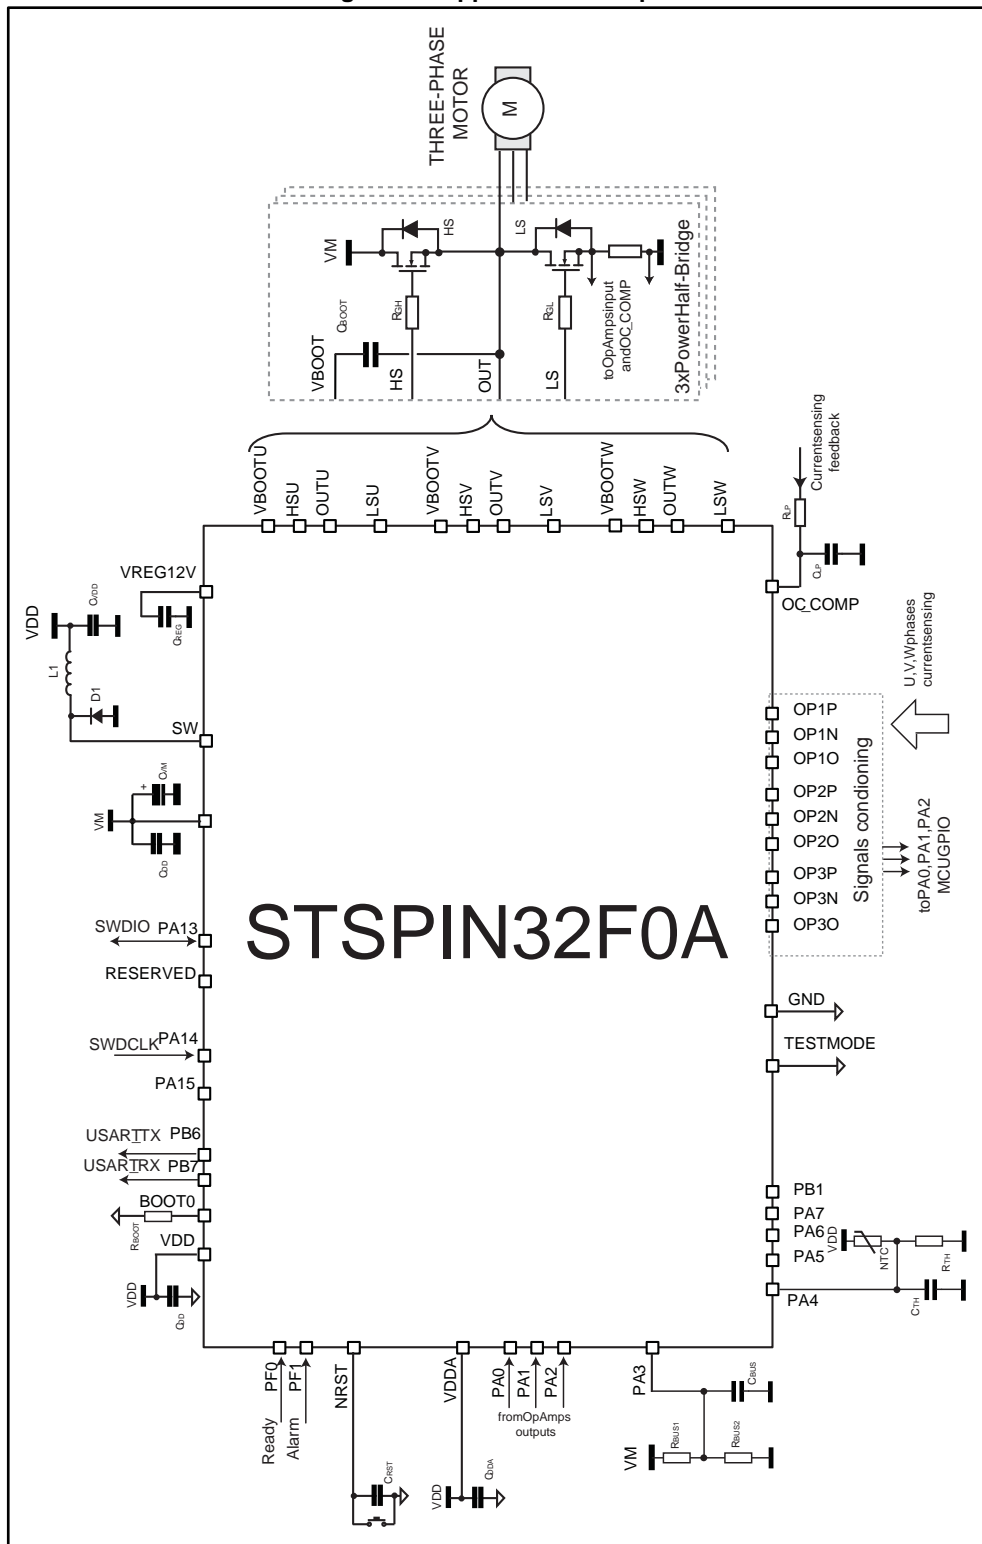 THREE-PHASE
MOTOR
M
VM
HS
LS
CBOOT
RGH
RGL
toOpAmpsinput
andOC_COMP
3xPowerHalf-Bridge
VBOOT
HS
OUT
LS
VBOOTU
HSU
OUTU
LSU
VBOOTV
HSV
OUTV
LSV
VBOOTW
HSW
OUTW
LSW
Currentsensing
feedback
RLP
CLP
OC_COMP
VREG12V
CREG
VDD
CVDD
L1
D1
SW
VM
+
CVM
CDD
SWDIO
PA13
RESERVED
SWDCLK
PA14
PA15
USART_TX
PB6
USART_RX
PB7
BOOT0
RBOOT
VDD
VDD
CDD
STSPIN32F0A
U,V,Wphases
currentsensing
OP1P
OP1N
OP1O
OP2P
OP2N
OP2O
OP3P
OP3N
OP3O
Signals condioning
toPA0,PA1,PA2
MCUGPIO
GND
TESTMODE
PB1
PA7
PA6
PA5
PA4
VDD
NTC
RTH
CTH
PF0
PF1
Ready
Alarm
NRST
CRST
VDDA
VDD
CDDA
PA0
PA1
PA2
fromOpAmps
outputs
PA3
CBUS
VM
RBUS1
RBUS2